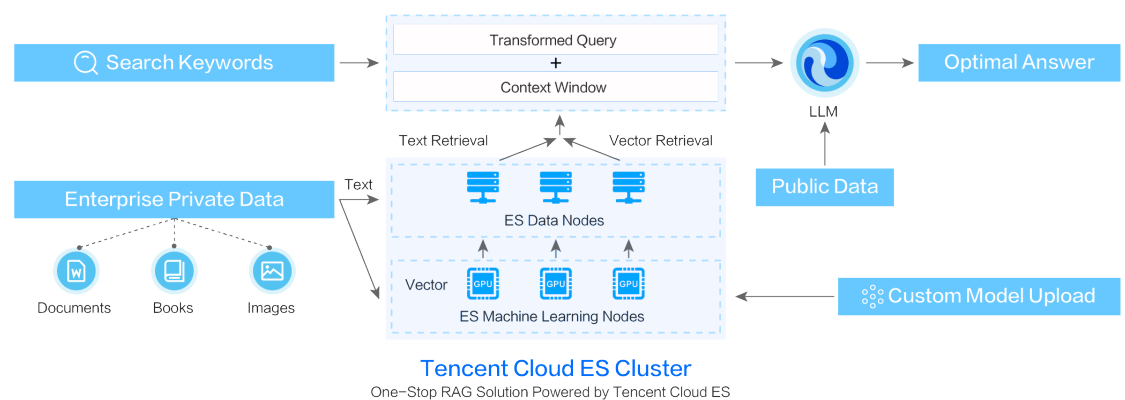 Search Keywords
Transformed Query
+
Context Window
LLM
Optimal Answer
Text Retrieval
Vector Retrieval
Public Data
Enterprise Private Data
Text
ES Data Nodes
W
Documents
Books
Images
Vector
GPU
GPU
GPU
ES Machine Learning Nodes
Custom Model Upload
Tencent Cloud ES Cluster
One-Stop RAG Solution Powered by Tencent Cloud ES